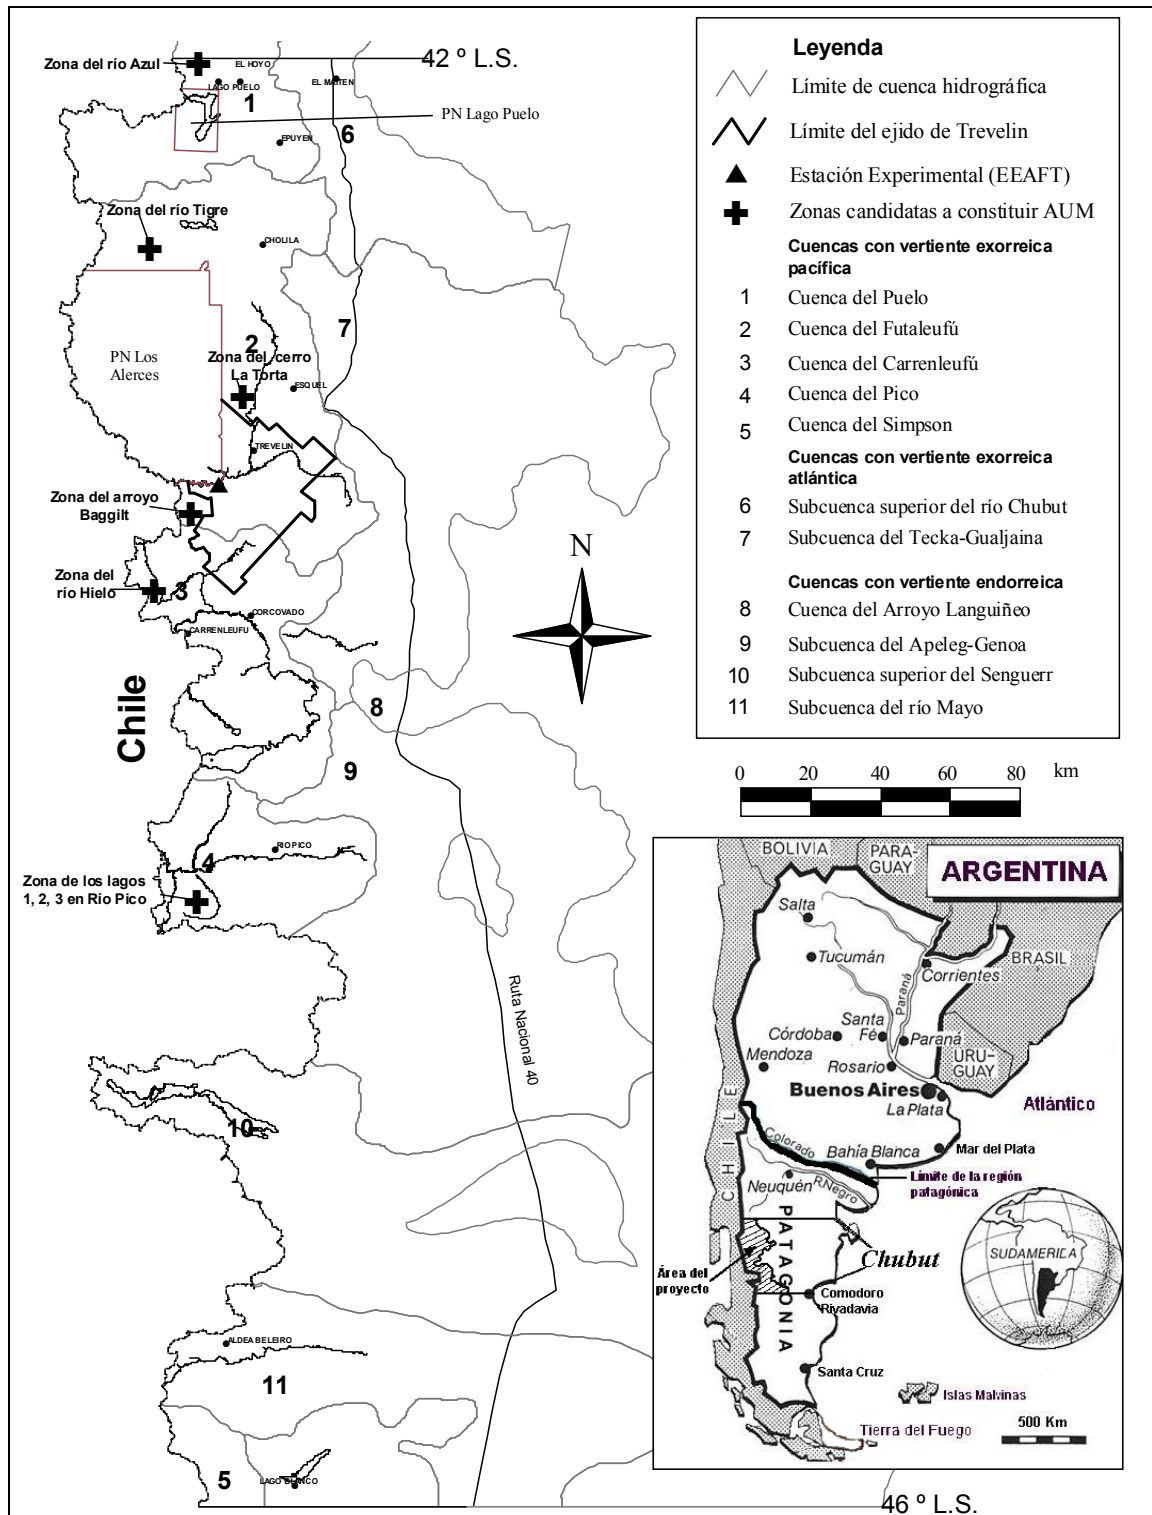 42 º L.S.
Zona del río Azul
EL HOYO
LAGO PUELO
EL MAITEN
1
PN Lago Puelo
6
EPUYEN
Zona del río Tigre
CHOLILA
7
2
PN Los
Alerces
Zona del cerro
La Torta
ESQUEL
TREVELIN
Zona del arroyo
Baggilt
Zona del
río Hielo
3
CORCOVADO
CARRENLEUFU
Chile
8
9
4
RIO PICO
Zona de los lagos
1, 2, 3 en Río Pico
Ruta Nacional 40
10
ALDEA BELEIRO
11
5
LAGO BLANCO
46 º L.S.
N
Leyenda
Límite de cuenca hidrográfica
Límite del ejido de Trevelin
Estación Experimental (EEAFT)
Zonas candidatas a constituir AUM
Cuencas con vertiente exorreica
pacífica
1 Cuenca del Puelo
2 Cuenca del Futaleufú
3 Cuenca del Carrenleufú
4 Cuenca del Pico
5 Cuenca del Simpson
Cuencas con vertiente exorreica
atlántica
6 Subcuenca superior del río Chubut
7 Subcuenca del Tecka-Gualjaina
Cuencas con vertiente endorreica
8 Cuenca del Arroyo Languiñeo
9 Subcuenca del Apeleg-Genoa
10 Subcuenca superior del Senguerr
11 Subcuenca del río Mayo
0 20 40 60 80 km
BOLIVIA
PARA-
GUAY
ARGENTINA
Salta
Tucumán
Corrientes
BRASIL
Paraná
Córdoba
Santa
Fé
Paraná
Mendoza
Rosario
URU-
GUAY
Buenos Aires
La Plata
Atlántico
CHILE
Colorado
Bahía Blanca
Mar del Plata
Neuquén
R.Negro
Límite de la región
patagónica
PATAGONIA
Chubut
SUDAMERICA
Área del
proyecto
Comodoro
Rivadavia
Santa Cruz
Islas Malvinas
Tierra del Fuego
500 Km